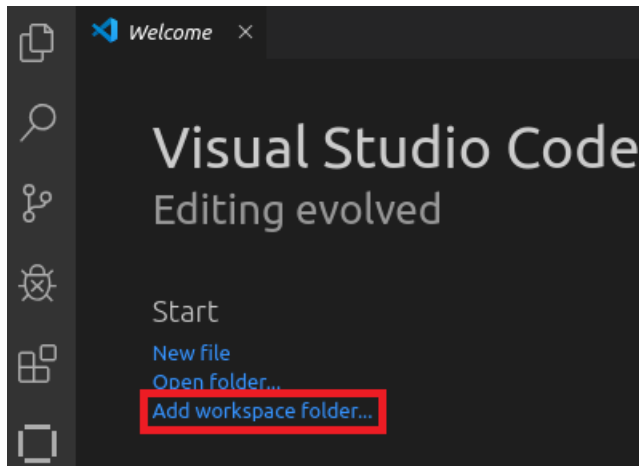 Welcome
Visual Studio Code
Editing evolved
Start
New file
Open folder...
Add workspace folder...